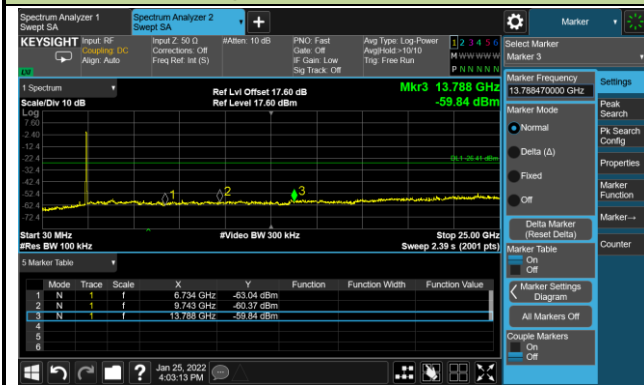 Spectrum Analyzer 1
Swept SA
Spectrum Analyzer 2
Swept SA
Marker
KEYSIGHT
Input: RF
Coupling: DC
Align: Auto
Input Z: 50 Ω
Corrections: Off
Freq Ref: Int (S)
#Atten: 10 dB
PNO: Fast
Gate: Off
IF Gain: Low
Sig Track: Off
Avg Type: Log-Power
Avg|Hold:>10/10
Trig: Free Run
1 2 3 4 5 6
M W W W W W
P N N N N N
LU
1 Spectrum
Scale/Div 10 dB
Ref Lvl Offset 17.60 dB
Ref Level 17.60 dBm
Mkr3 13.788 GHz
-59.84 dBm
Log
7.60
-2.40
-12.4
-22.4
-32.4
-42.4
-52.4
-62.4
-72.4
DL1 -26.41 dBm
1
2
3
Start 30 MHz
#Res BW 100 kHz
#Video BW 300 kHz
Stop 25.00 GHz
Sweep 2.39 s (2001 pts)
5 Marker Table
Mode Trace Scale X Y Function Function Width Function Value
1 N 1 f 6.734 GHz -63.04 dBm
2 N 1 f 9.743 GHz -60.37 dBm
3 N 1 f 13.788 GHz -59.84 dBm
4
5
6
Jan 25, 2022
4:03:13 PM
Select Marker
Marker 3
Marker Frequency
13.788470000 GHz
Marker Mode
Normal
Delta (Δ)
Fixed
Off
Delta Marker
(Reset Delta)
Marker Table
On
Off
Marker Settings
Diagram
All Markers Off
Couple Markers
On
Off
Settings
Peak
Search
Pk Search
Config
Properties
Marker
Function
Marker→
Counter